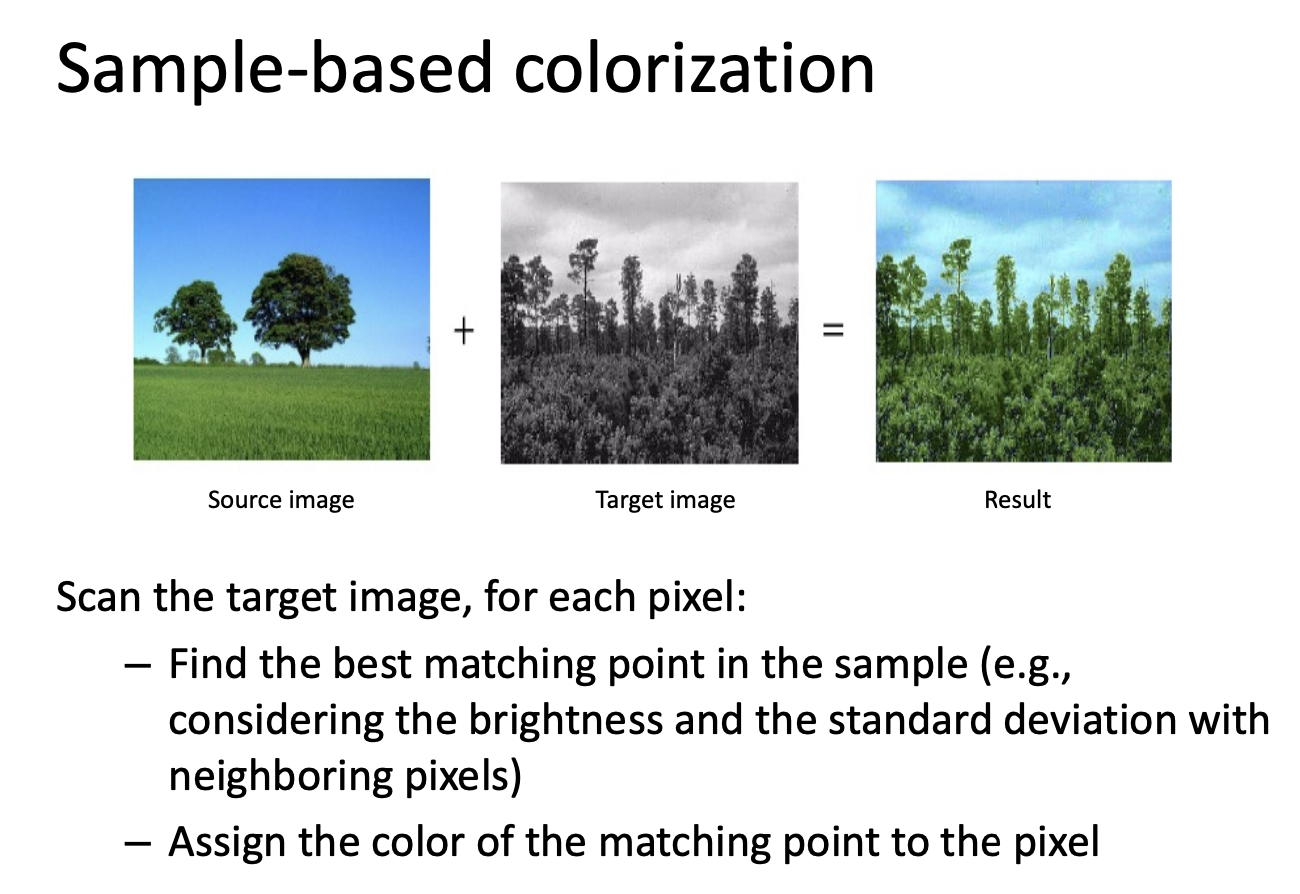 Sample-based colorization
+
=
Source image
Target image
Result
Scan the target image, for each pixel:
– Find the best matching point in the sample (e.g.,
considering the brightness and the standard deviation with
neighboring pixels)
– Assign the color of the matching point to the pixel